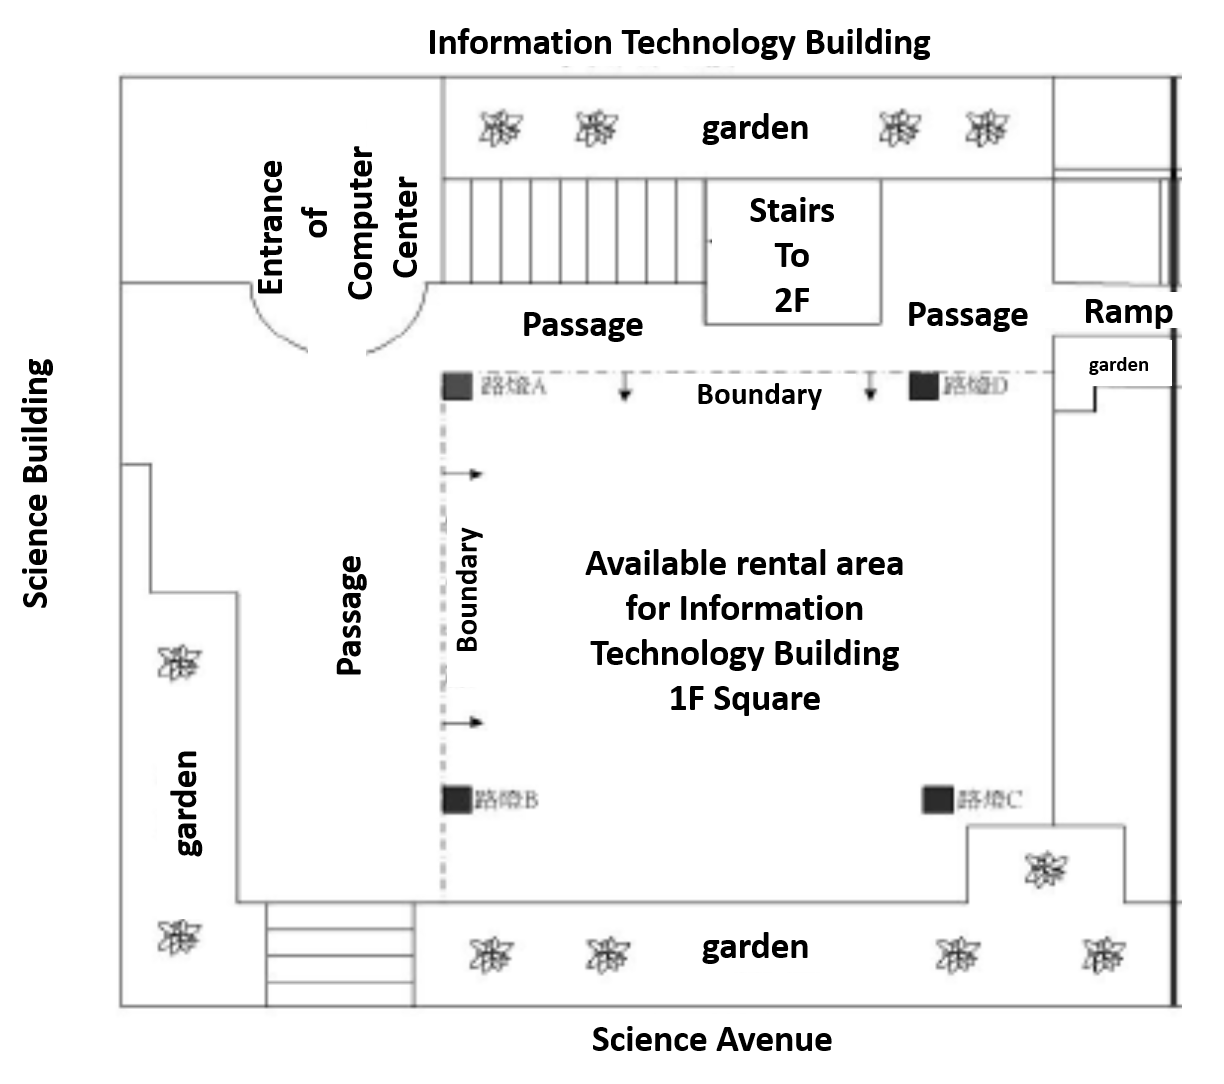 Information Technology Building
garden
Entrance
of
Computer
Center
Stairs
To
2F
Passage
Passage
Ramp
garden
路燈A
Boundary
路燈D
Science Building
Passage
Boundary
Available rental area
for Information
Technology Building
1F Square
garden
路燈B
路燈C
garden
Science Avenue